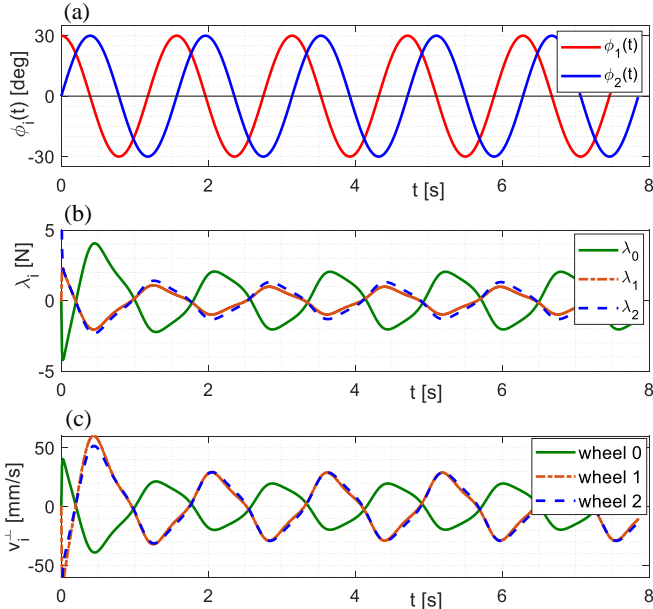 (a)
ϕi(t) [deg]
30
0
-30
ϕ1(t)
ϕ2(t)
0 2 4 6 8
t [s]
(b)
λi [N]
5
0
-5
λ0
λ1
λ2
0 2 4 6 8
t [s]
(c)
vi⊥ [mm/s]
50
0
-50
wheel 0
wheel 1
wheel 2
0 2 4 6 8
t [s]